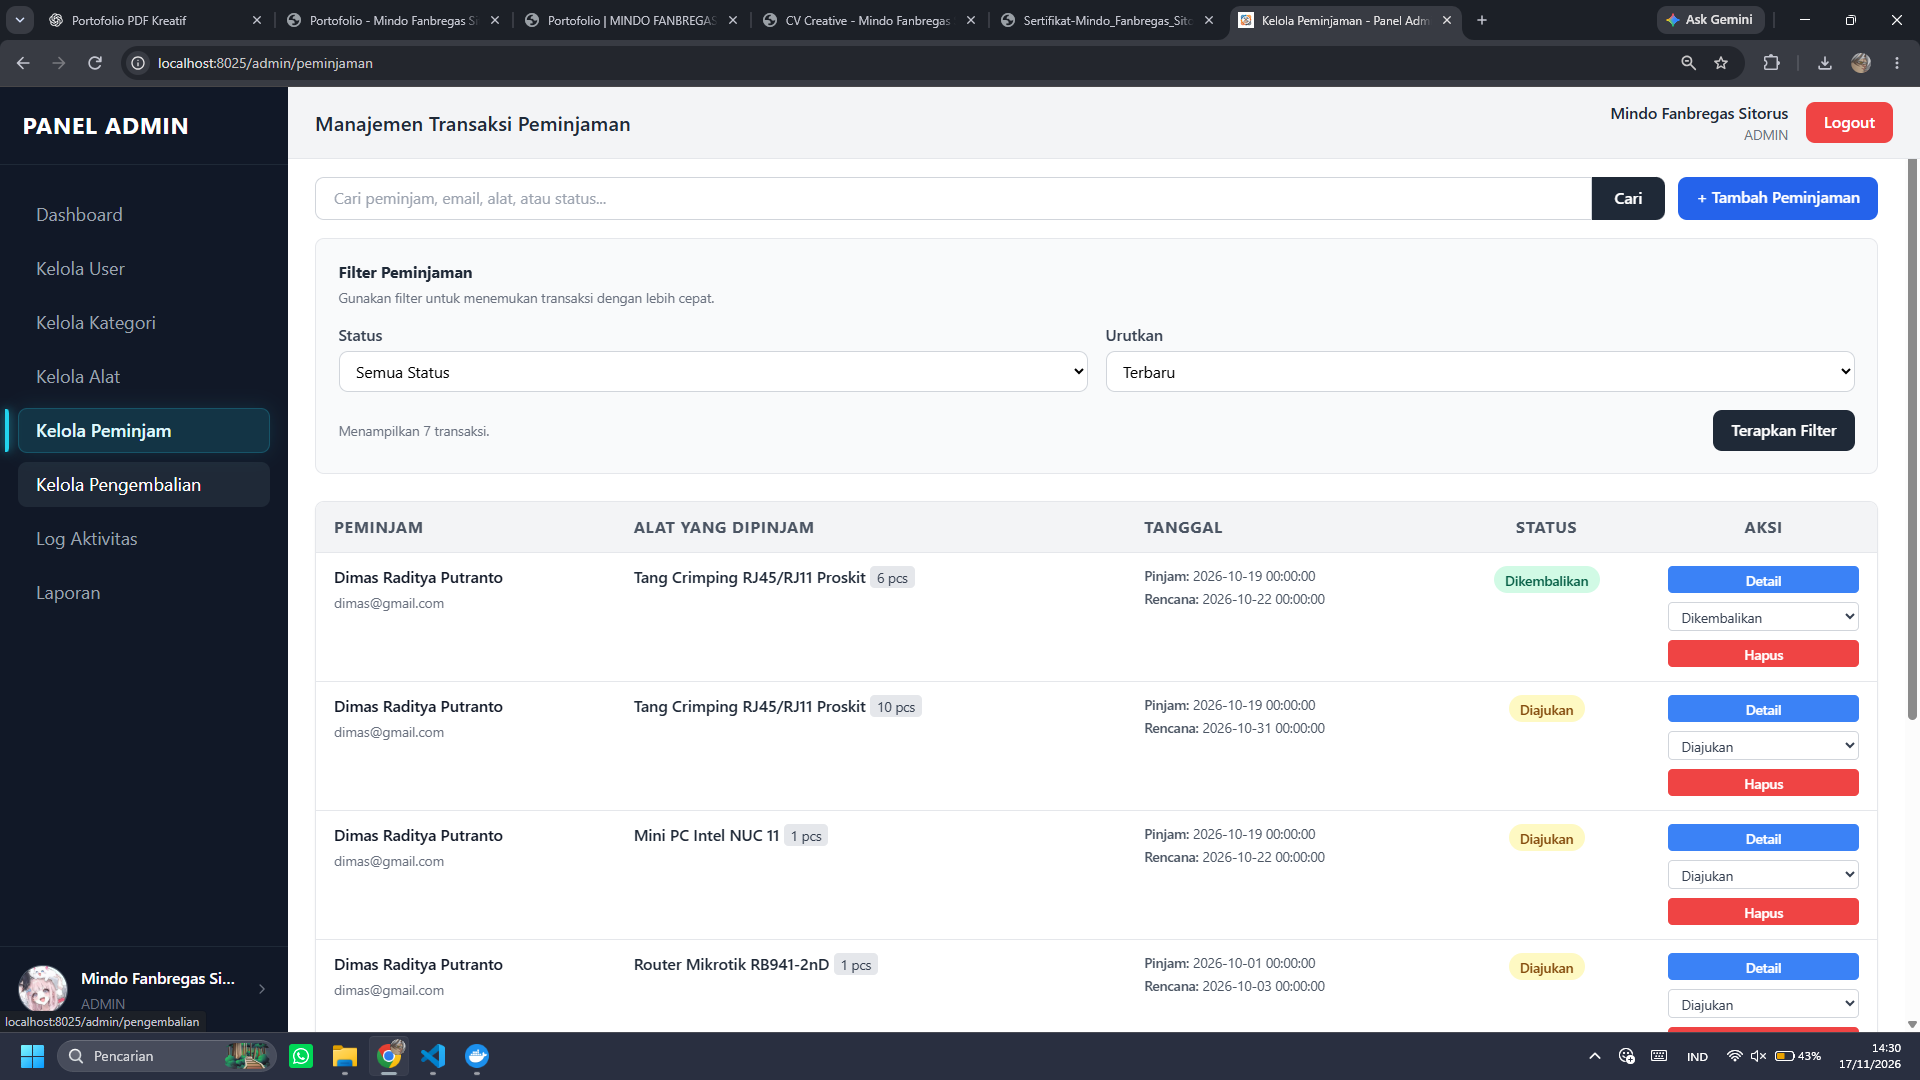 Portofolio PDF Kreatif
Portofolio - Mindo Fanbregas Si
Portofolio | MINDO FANBREGAS
CV Creative - Mindo Fanbregas
Sertifikat-Mindo_Fanbregas_Sito
Kelola Peminjaman - Panel Adm
Ask Gemini
localhost:8025/admin/peminjaman
PANEL ADMIN
Dashboard
Kelola User
Kelola Kategori
Kelola Alat
Kelola Peminjam
Kelola Pengembalian
Log Aktivitas
Laporan
Mindo Fanbregas Si...
ADMIN
localhost:8025/admin/pengembalian
Manajemen Transaksi Peminjaman
Mindo Fanbregas Sitorus
ADMIN
Logout
Cari peminjam, email, alat, atau status...
Cari
+ Tambah Peminjaman
Filter Peminjaman
Gunakan filter untuk menemukan transaksi dengan lebih cepat.
Status
Urutkan
Semua Status
Terbaru
Menampilkan 7 transaksi.
Terapkan Filter
PEMINJAM ALAT YANG DIPINJAM TANGGAL STATUS AKSI
Dimas Raditya Putranto
dimas@gmail.com
Tang Crimping RJ45/RJ11 Proskit 6 pcs
Pinjam: 2026-10-19 00:00:00
Rencana: 2026-10-22 00:00:00
Dikembalikan
Detail
Dikembalikan
Hapus
Dimas Raditya Putranto
dimas@gmail.com
Tang Crimping RJ45/RJ11 Proskit 10 pcs
Pinjam: 2026-10-19 00:00:00
Rencana: 2026-10-31 00:00:00
Diajukan
Detail
Diajukan
Hapus
Dimas Raditya Putranto
dimas@gmail.com
Mini PC Intel NUC 11 1 pcs
Pinjam: 2026-10-19 00:00:00
Rencana: 2026-10-22 00:00:00
Diajukan
Detail
Diajukan
Hapus
Dimas Raditya Putranto
dimas@gmail.com
Router Mikrotik RB941-2nD 1 pcs
Pinjam: 2026-10-01 00:00:00
Rencana: 2026-10-03 00:00:00
Diajukan
Detail
Diajukan
Pencarian
IND
43%
14:30
17/11/2026